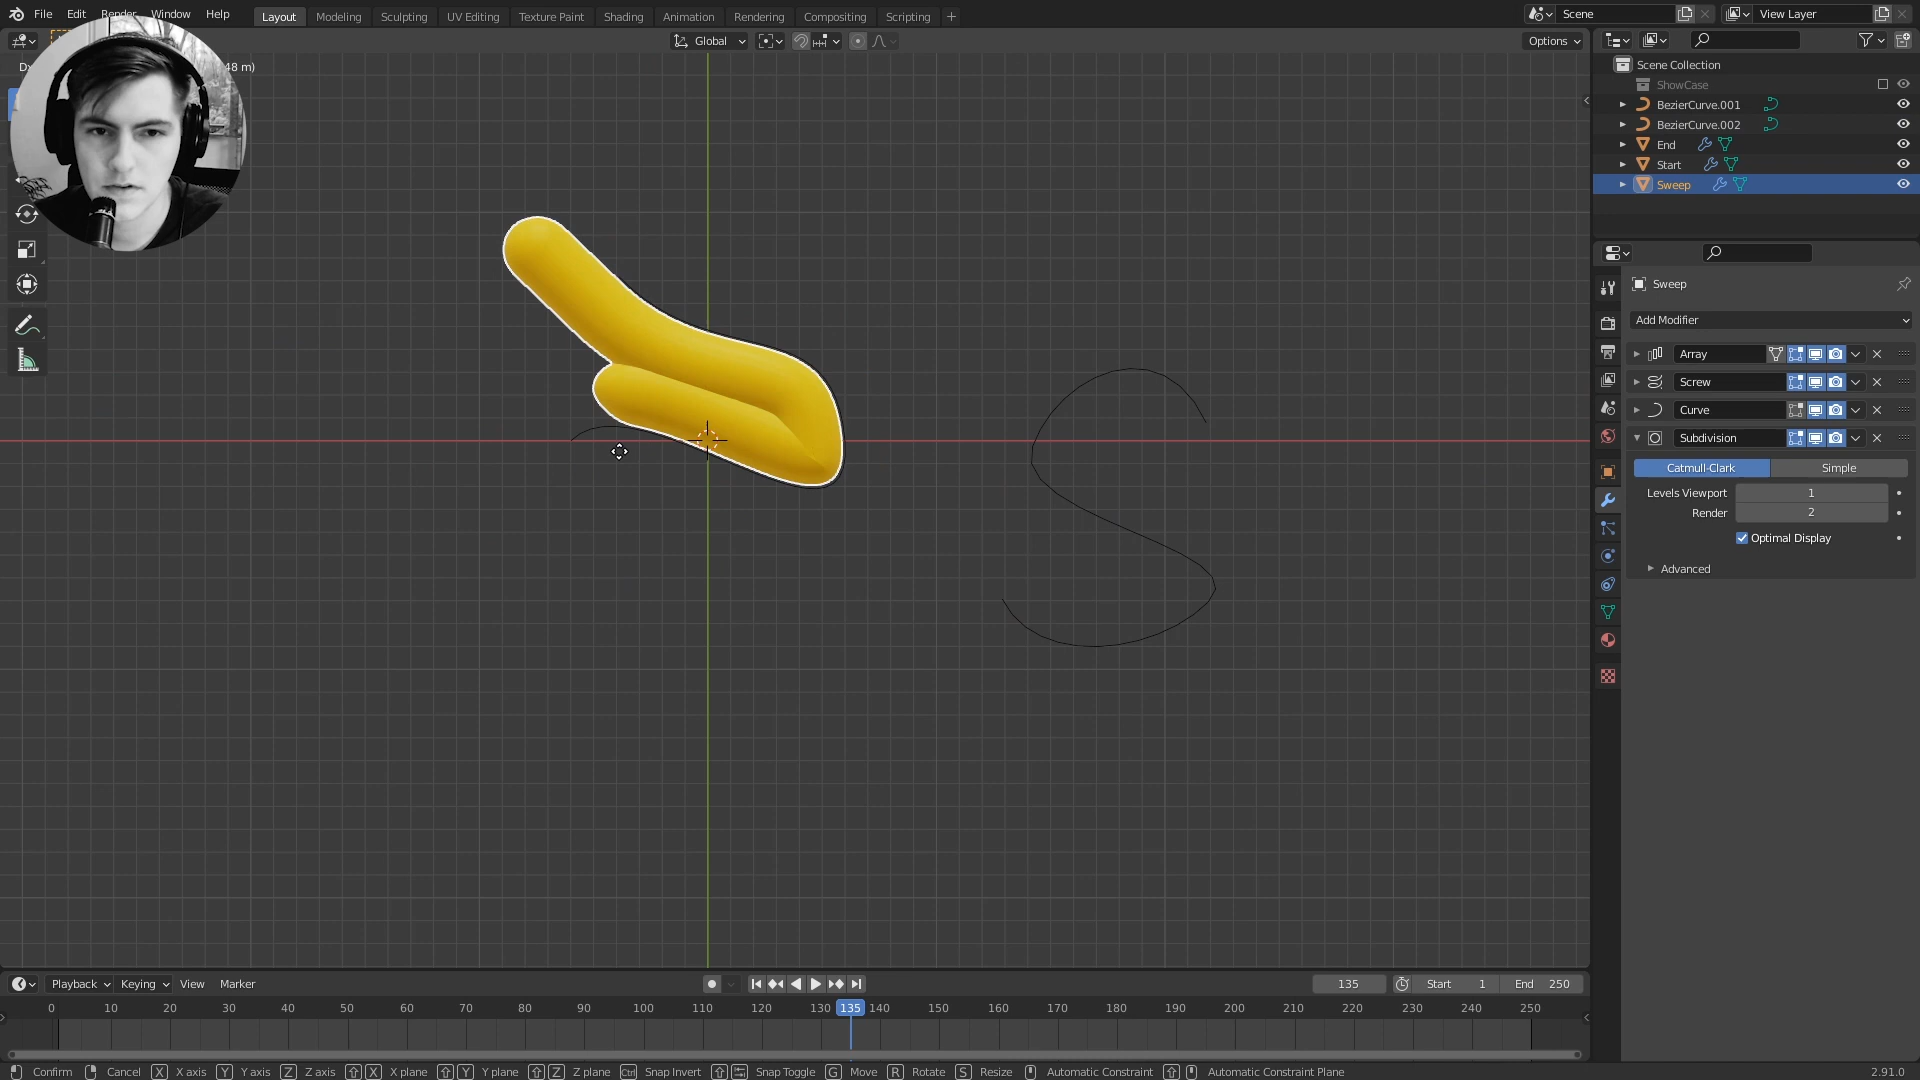 File Edit Render Window Help Layout Modeling Sculpting UV Editing Texture Paint Shading Animation Rendering Compositing Scripting + Scene View Layer
Global Options
48 m)
Scene Collection
ShowCase
BezierCurve.001
BezierCurve.002
End
Start
Sweep
Sweep
Add Modifier
Array
Screw
Curve
Subdivision
Catmull-Clark Simple
Levels Viewport 1
Render 2
Optimal Display
Advanced
Playback Keying View Marker 135 Start 1 End 250
0 10 20 30 40 50 60 70 80 90 100 110 120 130 135 140 150 160 170 180 190 200 210 220 230 240 250
Confirm Cancel X X axis Y Y axis Z Z axis X X plane Y Y plane Z Z plane Ctrl Snap Invert Snap Toggle G Move R Rotate S Resize Automatic Constraint Automatic Constraint Plane 2.91.0